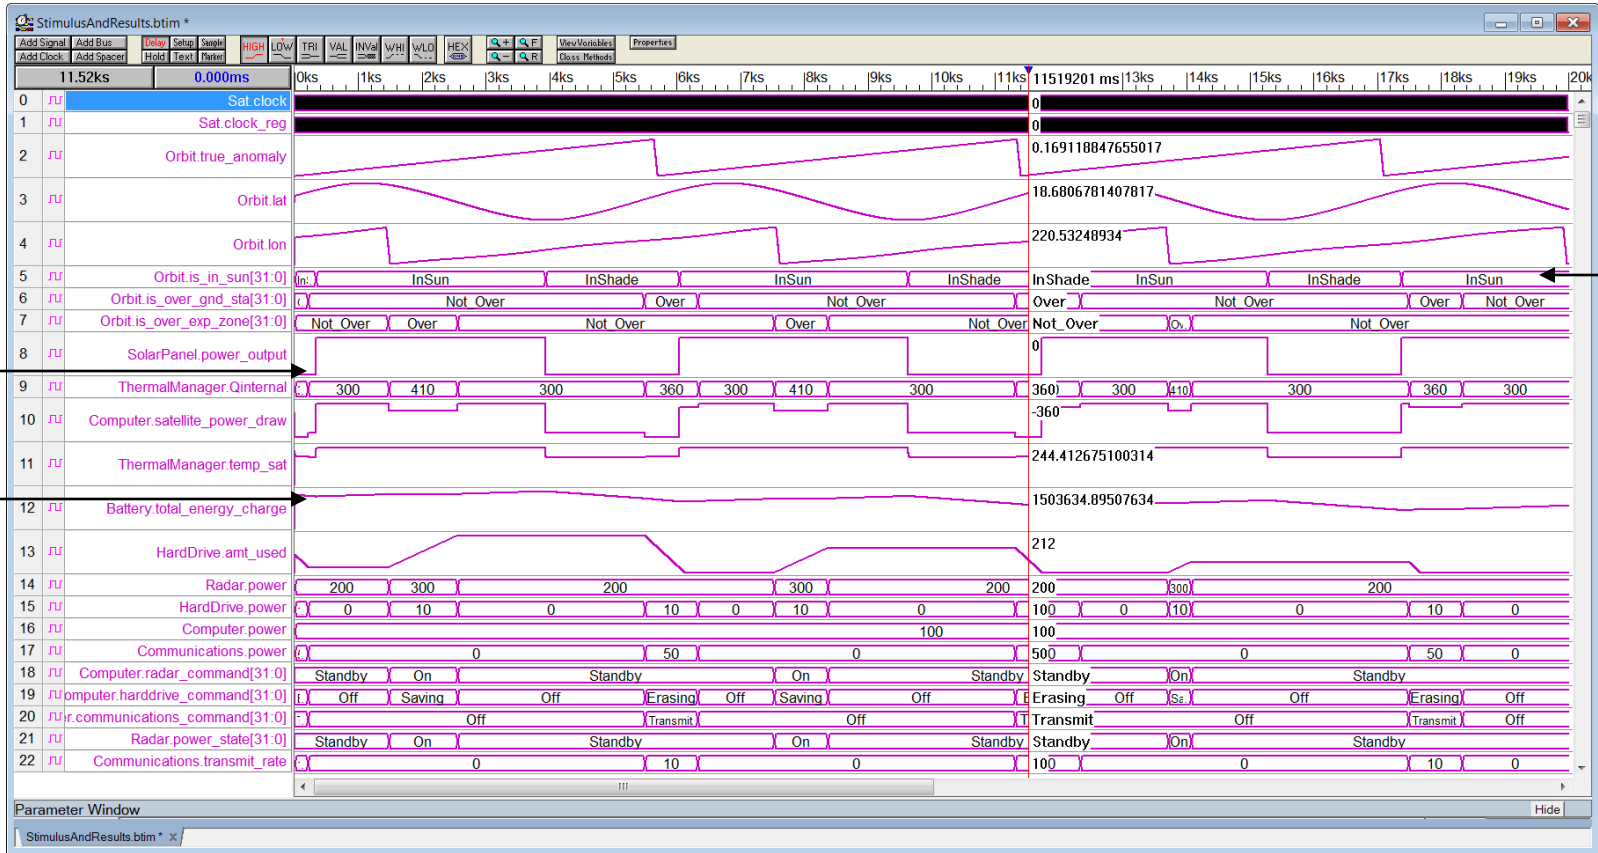 StimulusAndResults.btim *
Add Signal Add Bus Delay Setup Sample HIGH LOW TRI VAL INVal WHI WLO HEX + F View Variables Properties
Add Clock Add Spacer Hold Text Marker - R Class Methods
11.52ks 0.000ms 0ks 1ks 2ks 3ks 4ks 5ks 6ks 7ks 8ks 9ks 10ks 11ks 11519201 ms 13ks 14ks 15ks 16ks 17ks 18ks 19ks 20k
0 Sat.clock 0
1 Sat.clock_reg 0
2 Orbit.true_anomaly 0.169118847655017
3 Orbit.lat 18.6806781407817
4 Orbit.lon 220.53248934
5 Orbit.is_in_sun[31:0] InSun InShade InSun InShade InShade InSun InShade InSun
6 Orbit.is_over_gnd_sta[31:0] Not_Over Over Not_Over Over Not_Over Over Not_Over
7 Orbit.is_over_exp_zone[31:0] Not_Over Over Not_Over Over Not_Over Not_Over Ov. Not_Over
8 SolarPanel.power_output 0
9 ThermalManager.Qinternal 300 410 300 360 300 410 300 360 300 410 300 360 300
10 Computer.satellite_power_draw -360
11 ThermalManager.temp_sat 244.412675100314
12 Battery.total_energy_charge 1503634.89507634
13 HardDrive.amt_used 212
14 Radar.power 200 300 200 300 200 200 300 200
15 HardDrive.power 0 10 0 10 0 10 0 100 0 10 0 10 0
16 Computer.power 100 100
17 Communications.power 0 50 0 500 0 50 0
18 Computer.radar_command[31:0] Standby On Standby On Standby Standby On Standby
19 omputer.harddrive_command[31:0] E Off Saving Off Erasing Off Saving Off E Erasing Off Sa. Off Erasing Off
20 r.communications_command[31:0] Off Transmit Off T Transmit Off Transmit Off
21 Radar.power_state[31:0] Standby On Standby On Standby Standby On Standby
22 Communications.transmit_rate 0 10 0 100 0 10 0
Parameter Window Hide
StimulusAndResults.btim * X